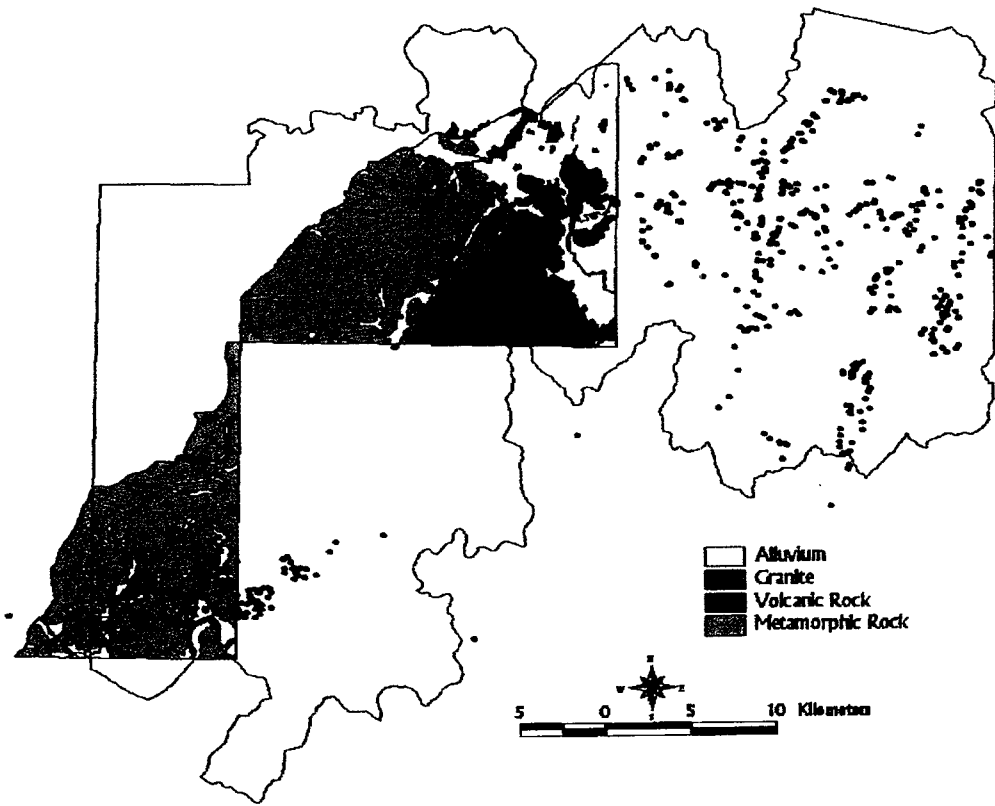 Alluvium
Granite
Volcanic Rock
Metamorphic Rock
N
W E
S
5 0 5 10 Kilometers